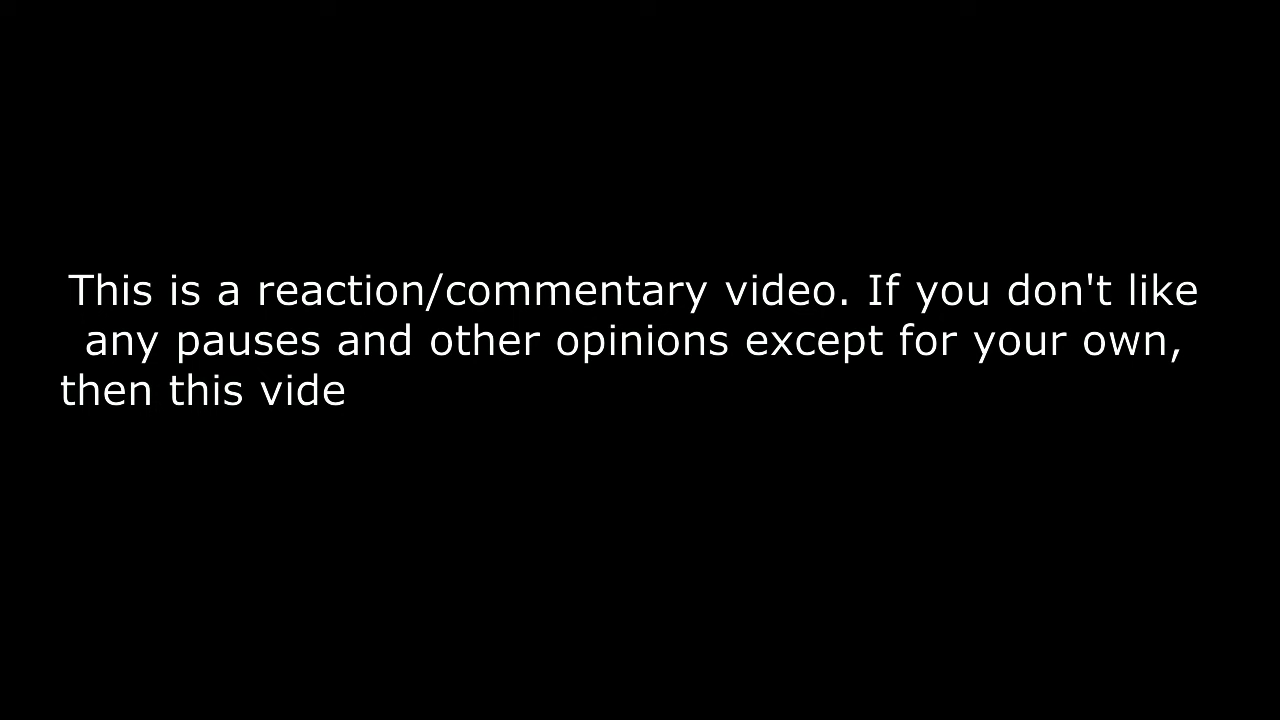 This is a reaction/commentary video. If you don't like
any pauses and other opinions except for your own,
then this vide